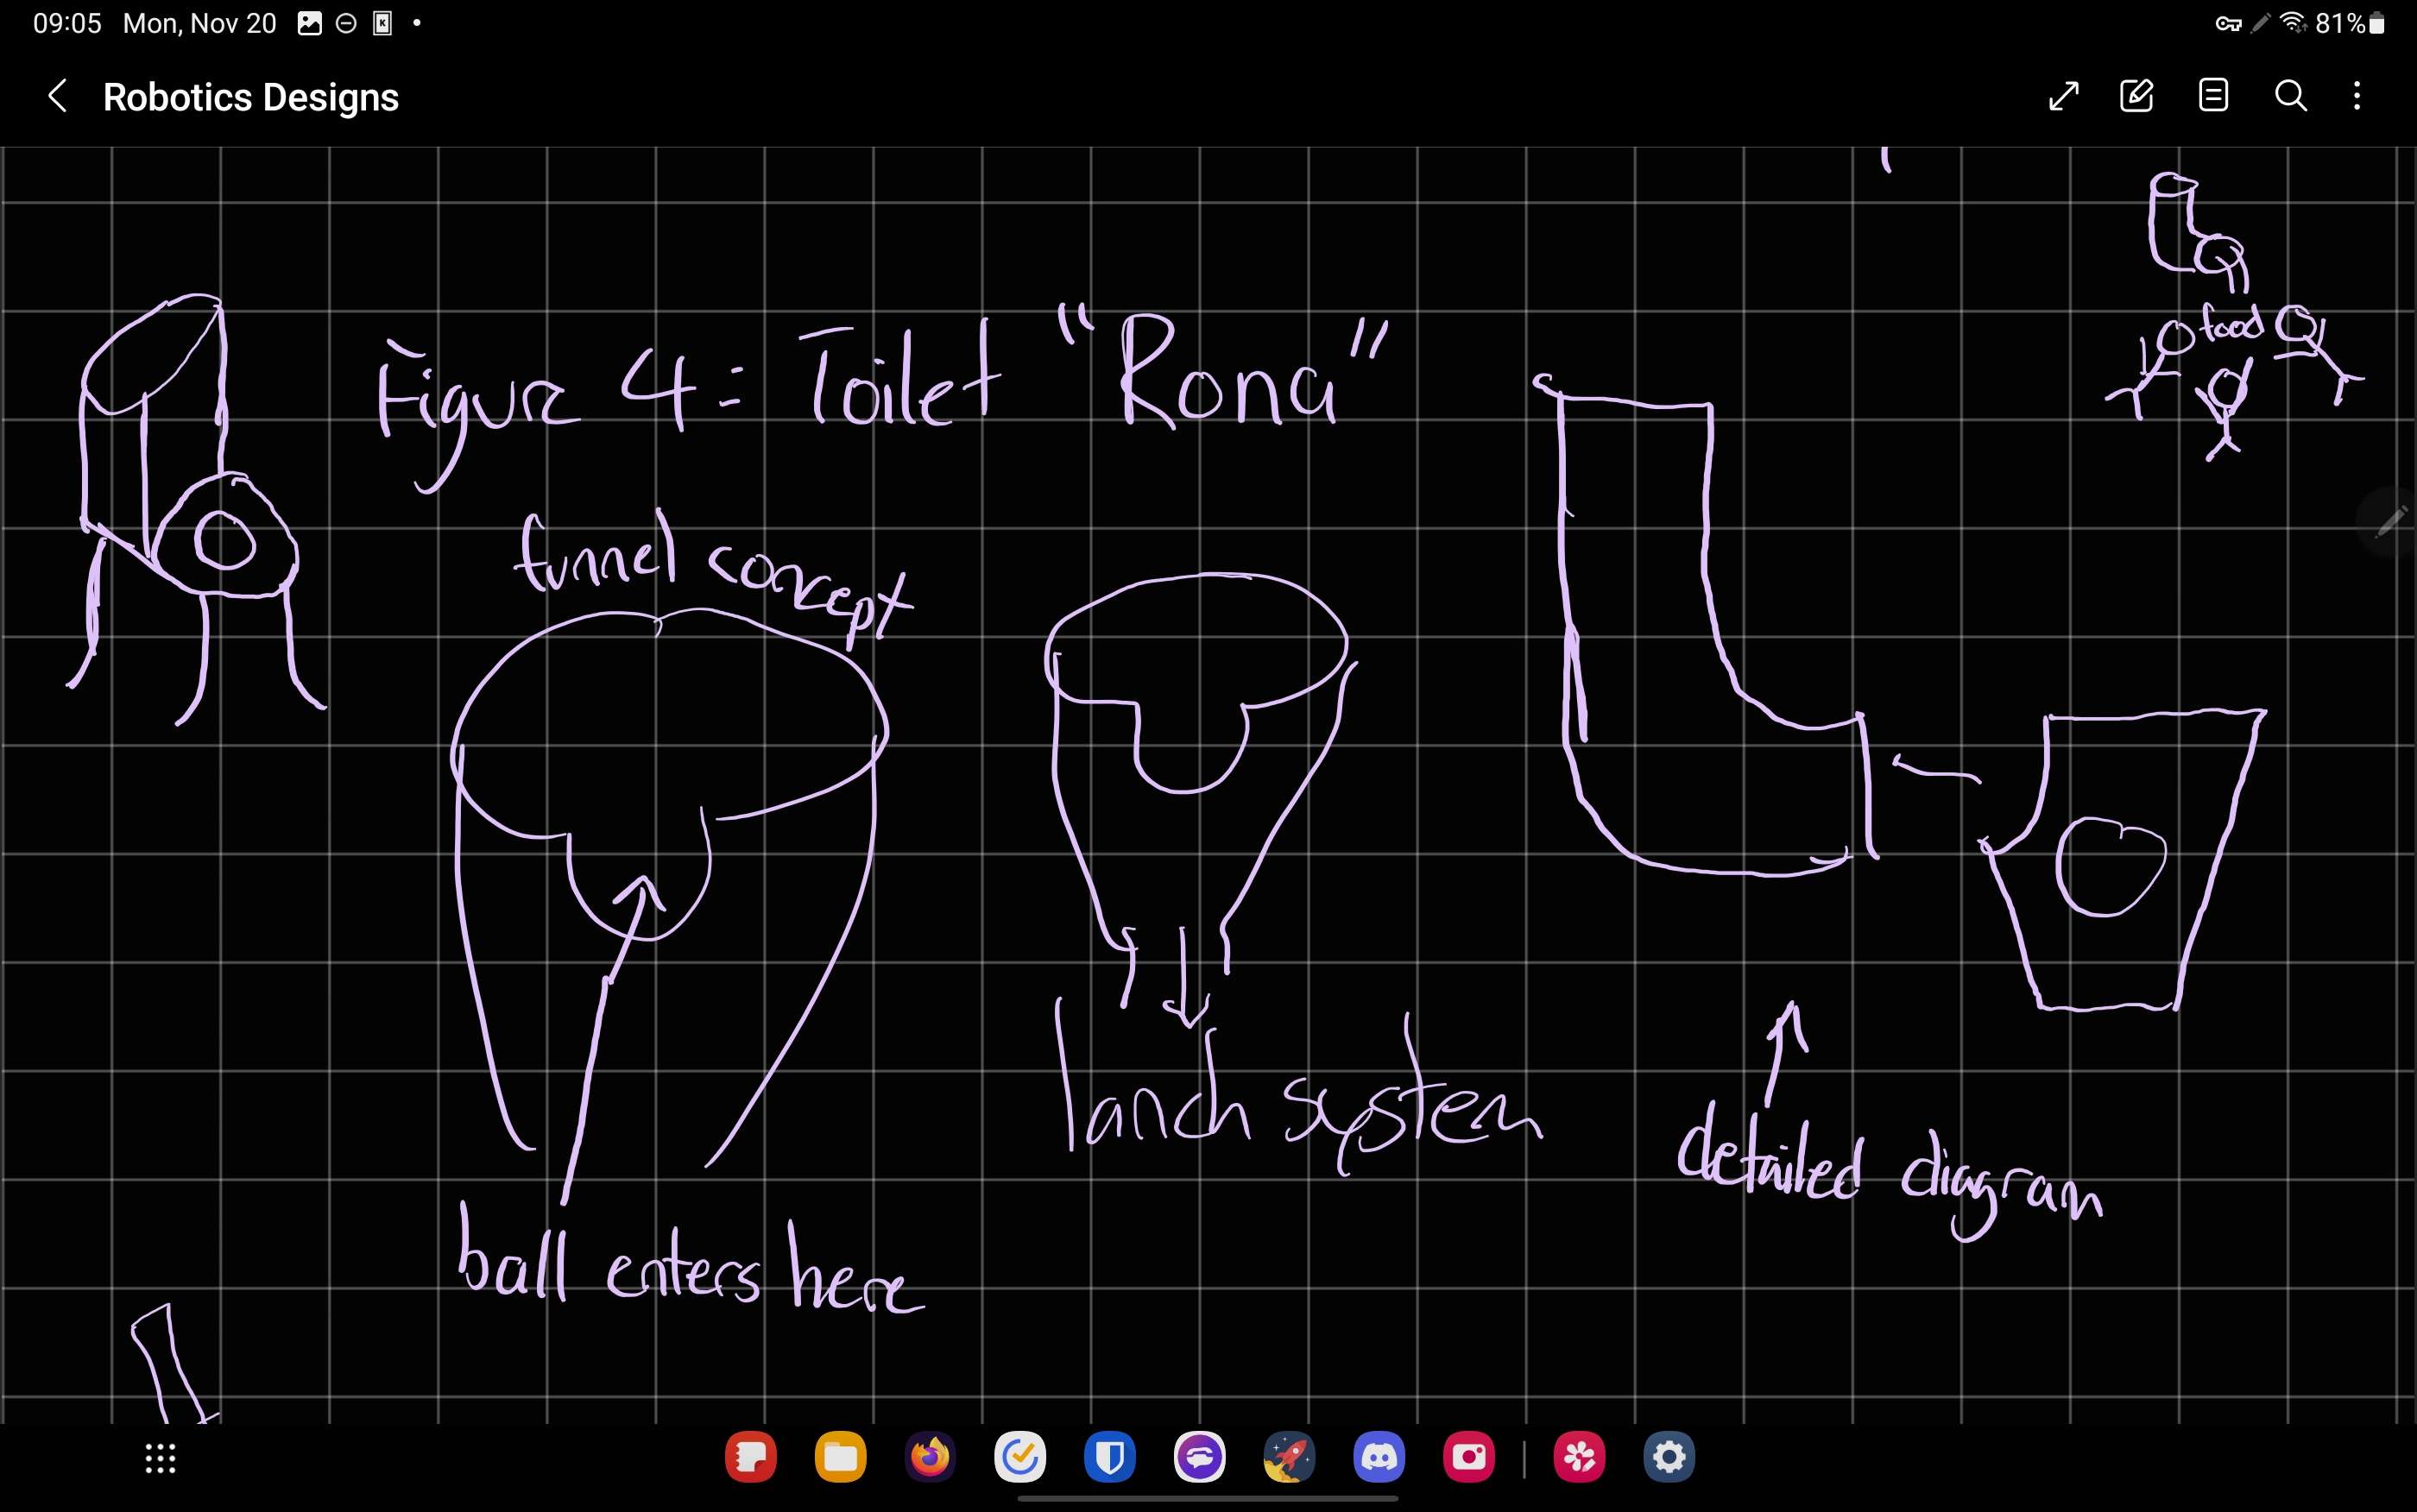 09:05 Mon, Nov 20
81%
Robotics Designs
food
Figure 4: Toilet "Rona"
funnel concept
lanch system
detailed diagram
ball enters here